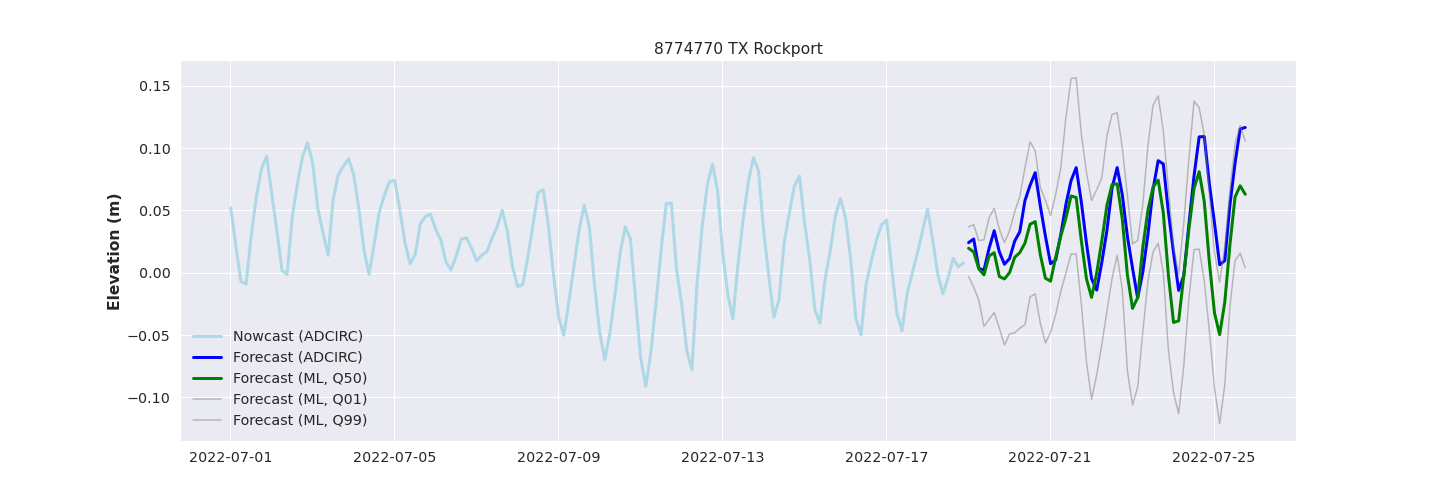 8774770 TX Rockport
0.15
0.10
0.05
0.00
−0.05
−0.10
Elevation (m)
Nowcast (ADCIRC)
Forecast (ADCIRC)
Forecast (ML, Q50)
Forecast (ML, Q01)
Forecast (ML, Q99)
2022-07-01 2022-07-05 2022-07-09 2022-07-13 2022-07-17 2022-07-21 2022-07-25